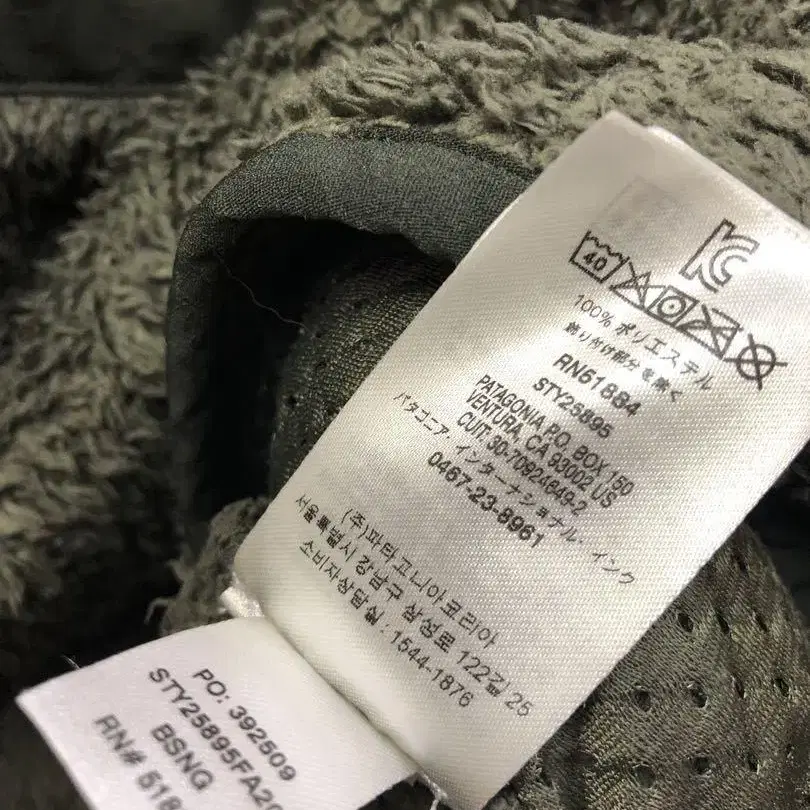 KC
40
100% ポリエステル
飾り付け部分を除く
RN51884
STY25895
PATAGONIA P.O. BOX 150
VENTURA, CA 93002 US
CUIT.30-70924649-2
パタゴニア・インターナショナル・インク
0467-23-8961
(주)파타고니아코리아
서울특별시 강남구 삼성로 122길 25
소비자상담실 : 1544-1876
PO: 392509
STY25895FA20
BSNG
RN# 518